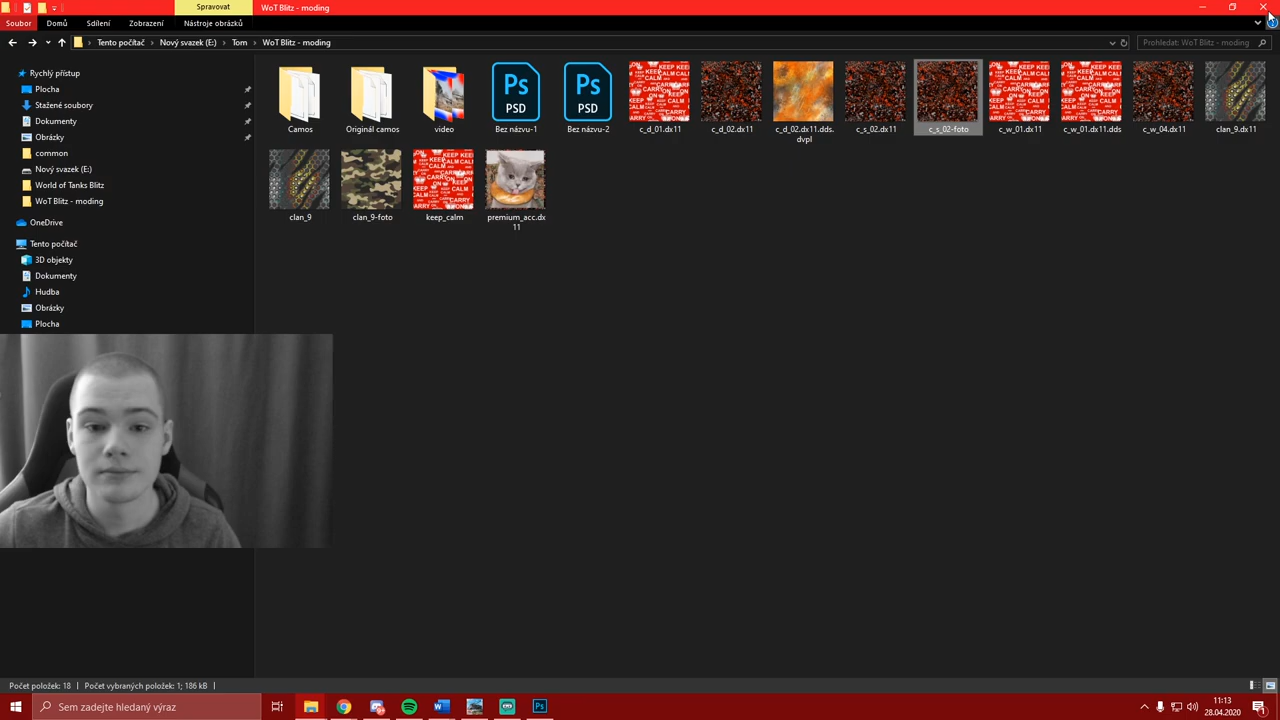 Spravovat
WoT Blitz - moding
Soubor
Domů
Sdílení
Zobrazení
Nástroje obrázků
Tento počítač > Nový svazek (E:) > Tom > WoT Blitz - moding
Prohledat: WoT Blitz - moding
Rychlý přístup
Plocha
Stažené soubory
Dokumenty
Obrázky
common
Nový svazek (E:)
World of Tanks Blitz
WoT Blitz - moding
OneDrive
Tento počítač
3D objekty
Dokumenty
Hudba
Obrázky
Plocha
Camos
Originál camos
video
Ps
PSD
Bez názvu-1
Ps
PSD
Bez názvu-2
c_d_01.dx11
c_d_02.dx11
c_d_02.dx11.dds.
dvpl
c_s_02.dx11
c_s_02-foto
c_w_01.dx11
c_w_01.dx11.dds
c_w_04.dx11
clan_9.dx11
clan_9
clan_9-foto
keep_calm
premium_acc.dx
11
Počet položek: 18
Počet vybraných položek: 1; 186 kB
Sem zadejte hledaný výraz
W
Ps
11:13
28.04.2020
1